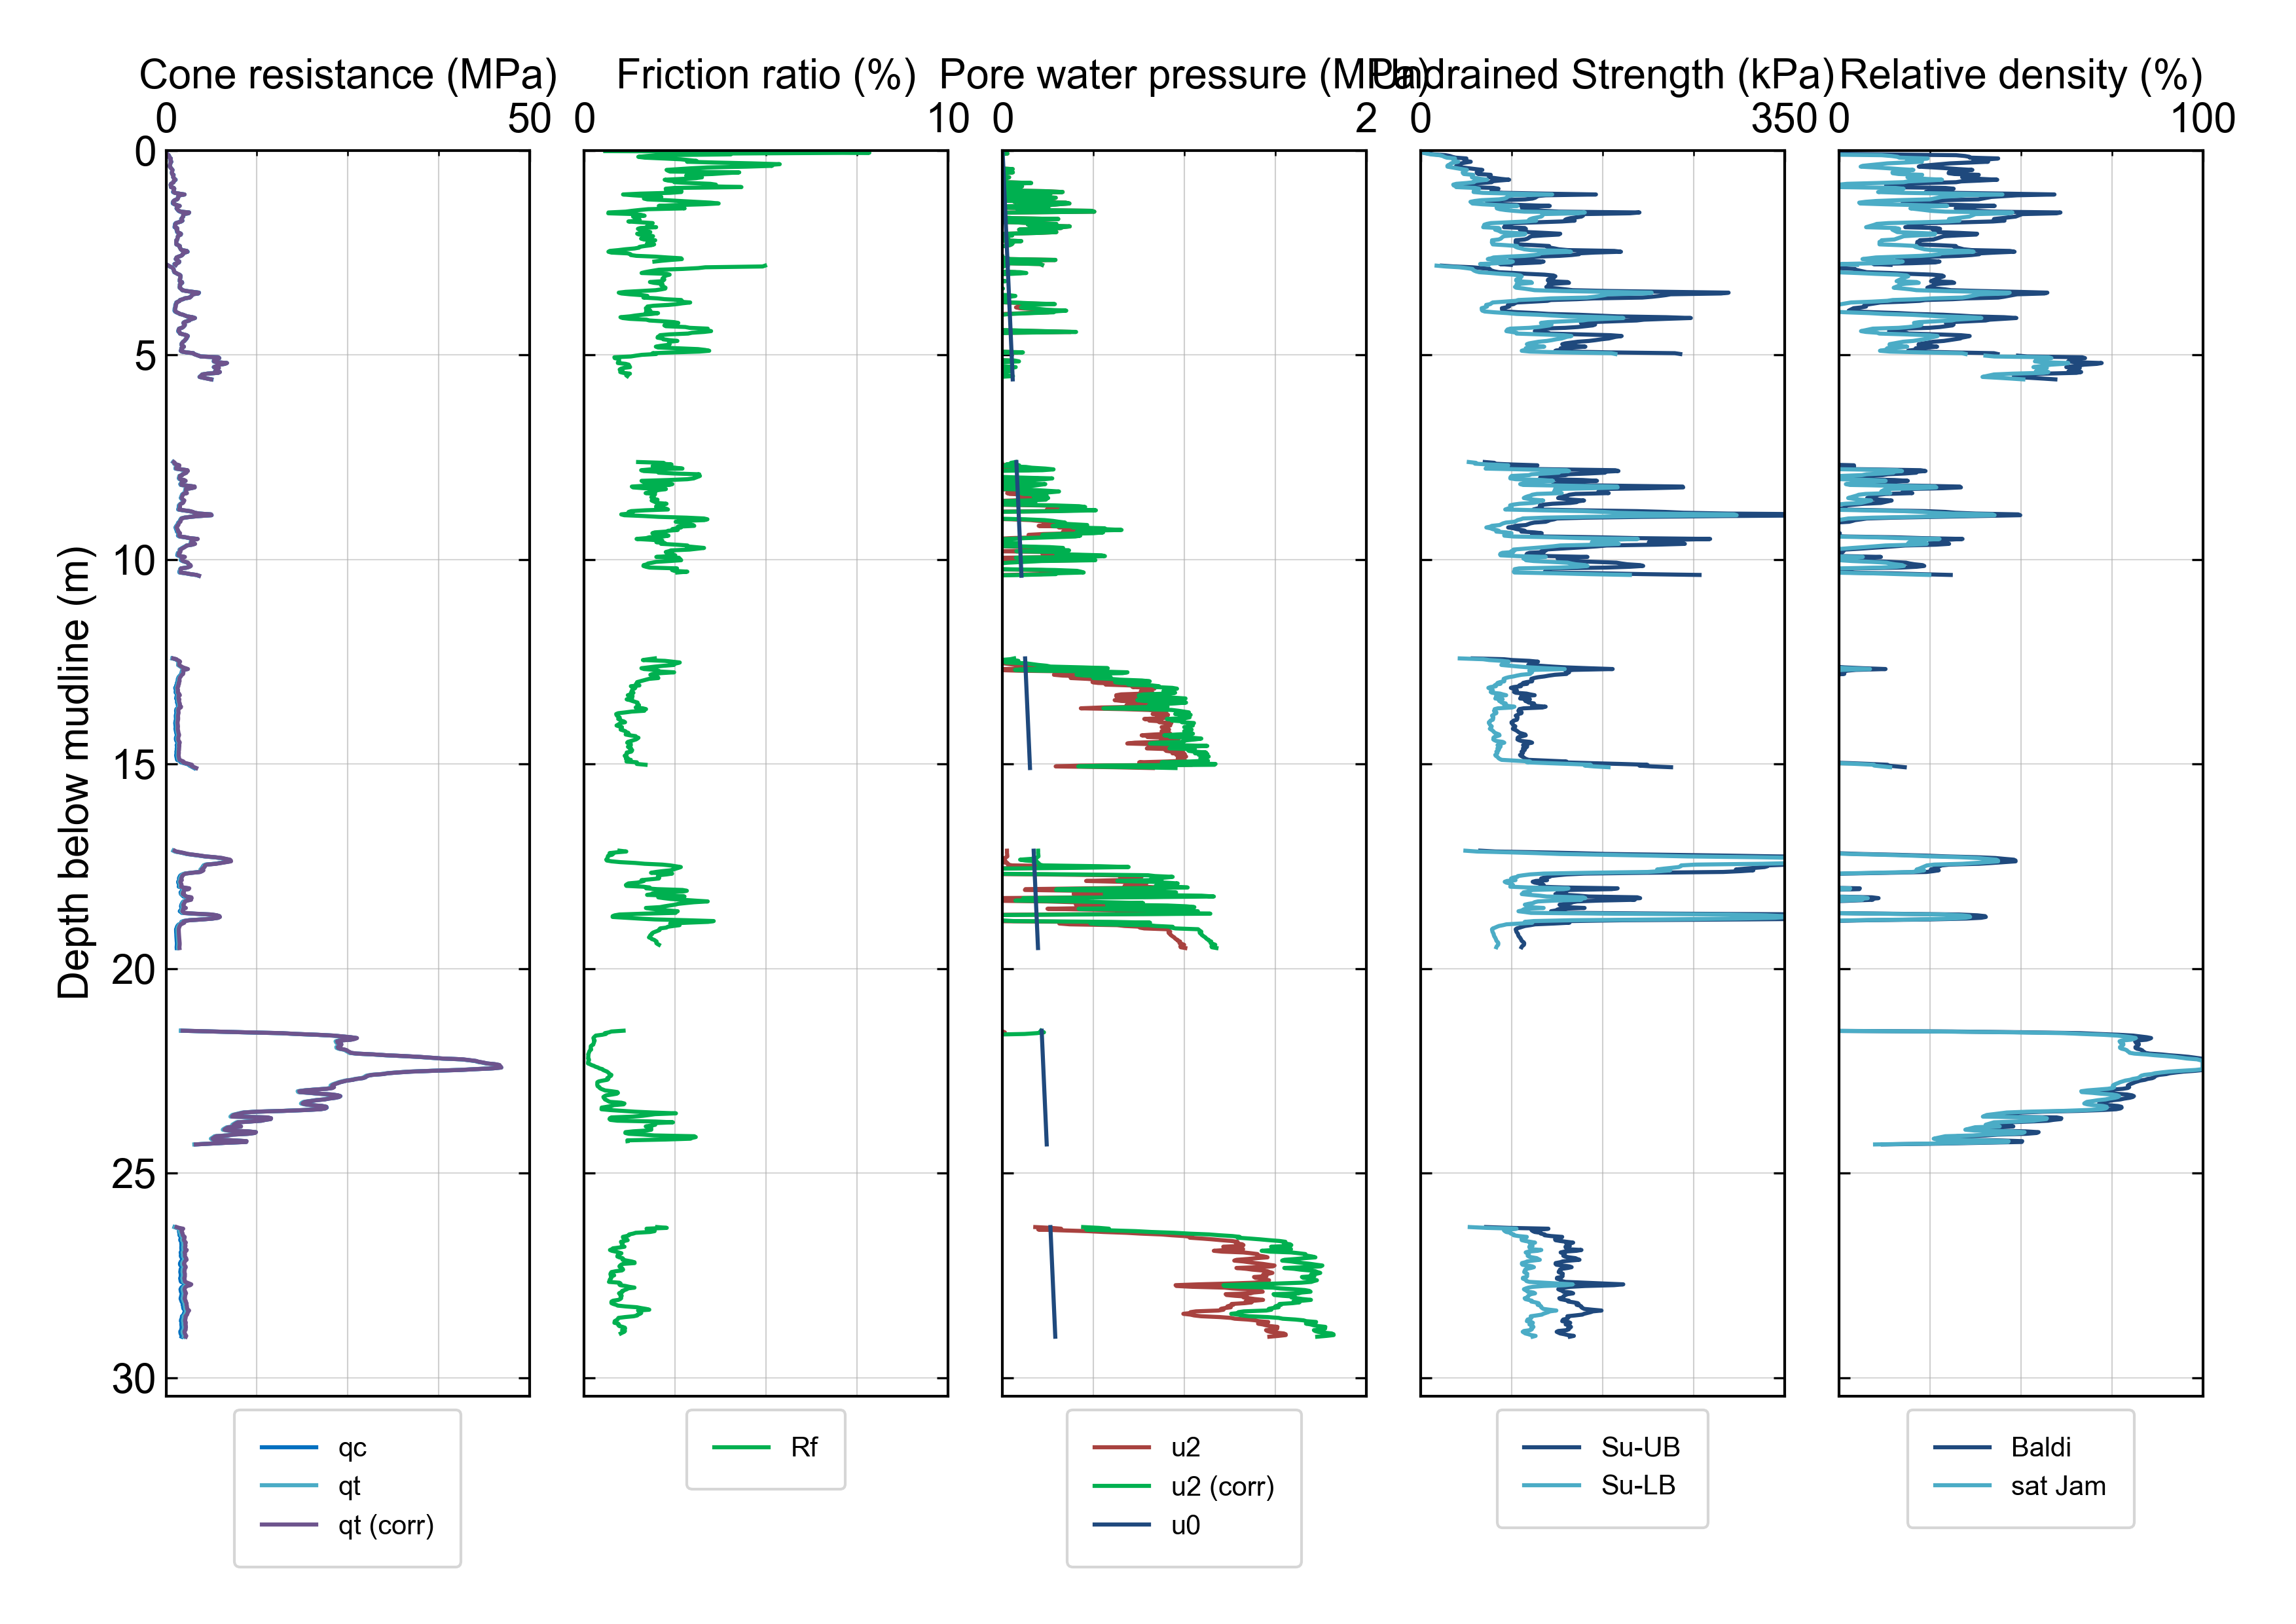 Cone resistance (MPa)
Friction ratio (%)
Pore water pressure (MPa)
Undrained Strength (kPa)
Relative density (%)
0
50
0
10
0
2
0
350
0
100
0
5
10
15
20
25
30
Depth below mudline (m)
qc
qt
qt (corr)
Rf
u2
u2 (corr)
u0
Su-UB
Su-LB
Baldi
sat Jam